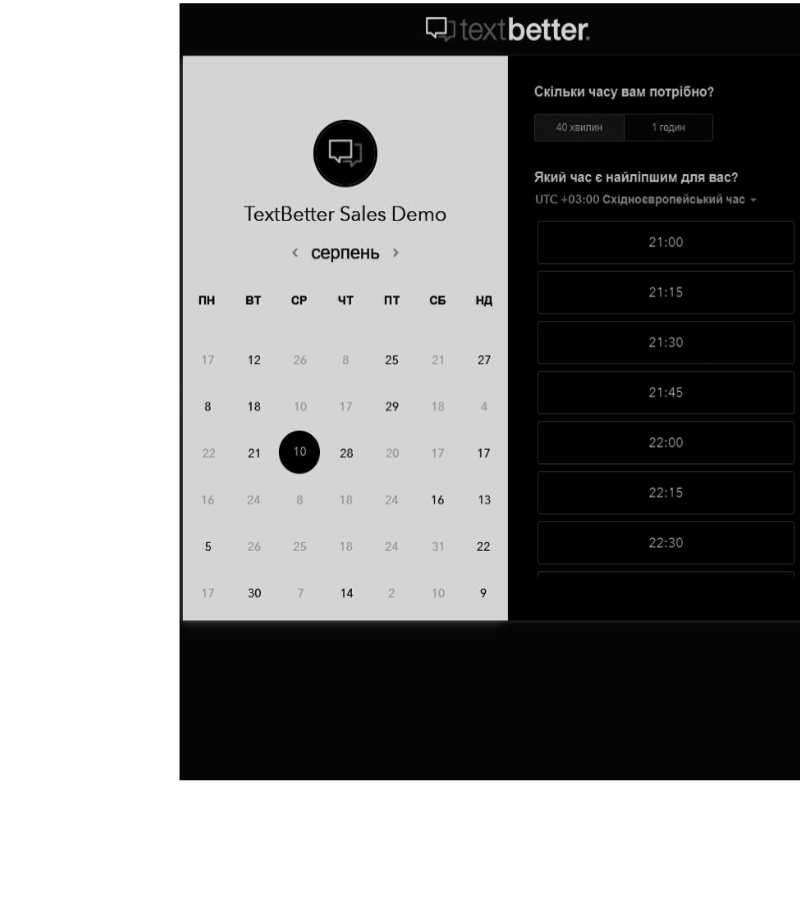 textbetter.
TextBetter Sales Demo
серпень
ПН ВТ СР ЧТ ПТ СБ НД
17 12 26 8 25 21 27
8 18 10 17 29 18 4
22 21 10 28 20 17 17
16 24 8 18 24 16 13
5 26 25 18 24 31 22
17 30 7 14 2 10 9
Скільки часу вам потрібно?
40 хвилин 1 годин
Який час є найліпшим для вас?
UTC +03:00 Східноєвропейський час
21:00
21:15
21:30
21:45
22:00
22:15
22:30